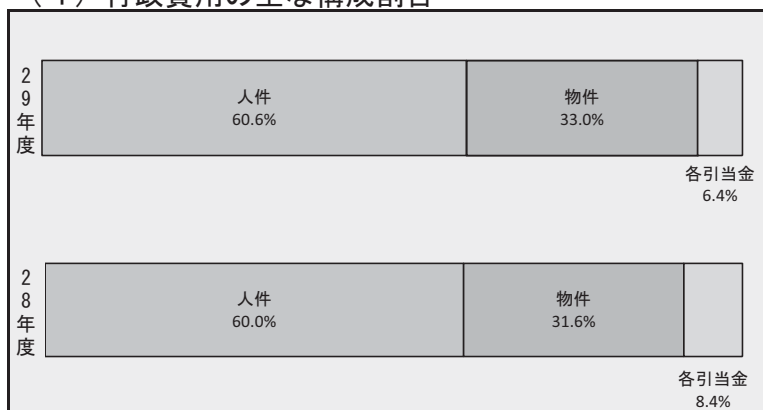 （1）行政費用の主な構成割合
29年度
人件
60.6%
物件
33.0%
各引当金
6.4%
28年度
人件
60.0%
物件
31.6%
各引当金
8.4%